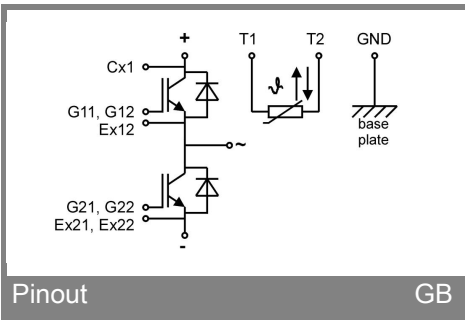 + T1 T2 GND
Cx1
ϑ
G11, G12
Ex12
base
plate
~
G21, G22
Ex21, Ex22
-
Pinout GB